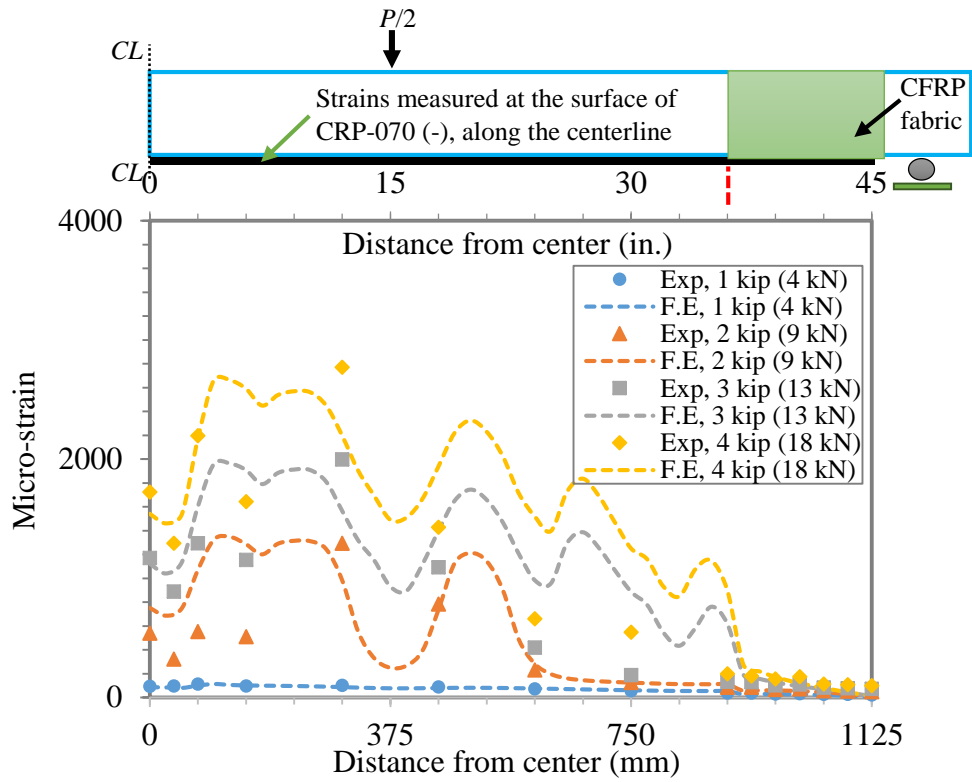 P/2
CL
Strains measured at the surface of
CRP-070 (-), along the centerline
CFRP
fabric
CL
0 15 30 45
4000
Distance from center (in.)
Exp, 1 kip (4 kN)
F.E, 1 kip (4 kN)
Exp, 2 kip (9 kN)
F.E, 2 kip (9 kN)
Exp, 3 kip (13 kN)
F.E, 3 kip (13 kN)
Exp, 4 kip (18 kN)
F.E, 4 kip (18 kN)
Micro-strain
2000
0
0 375 750 1125
Distance from center (mm)